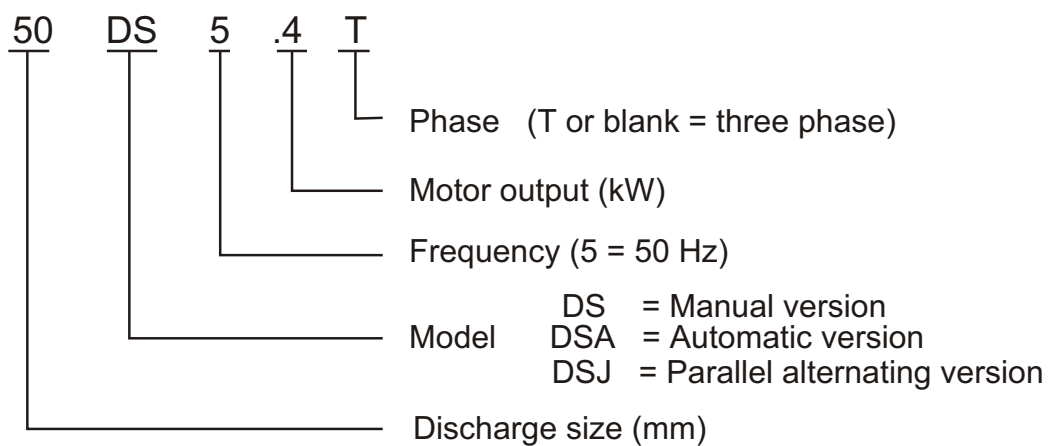 50 DS 5 .4 T
Phase (T or blank = three phase)
Motor output (kW)
Frequency (5 = 50 Hz)
DS = Manual version
Model DSA = Automatic version
DSJ = Parallel alternating version
Discharge size (mm)